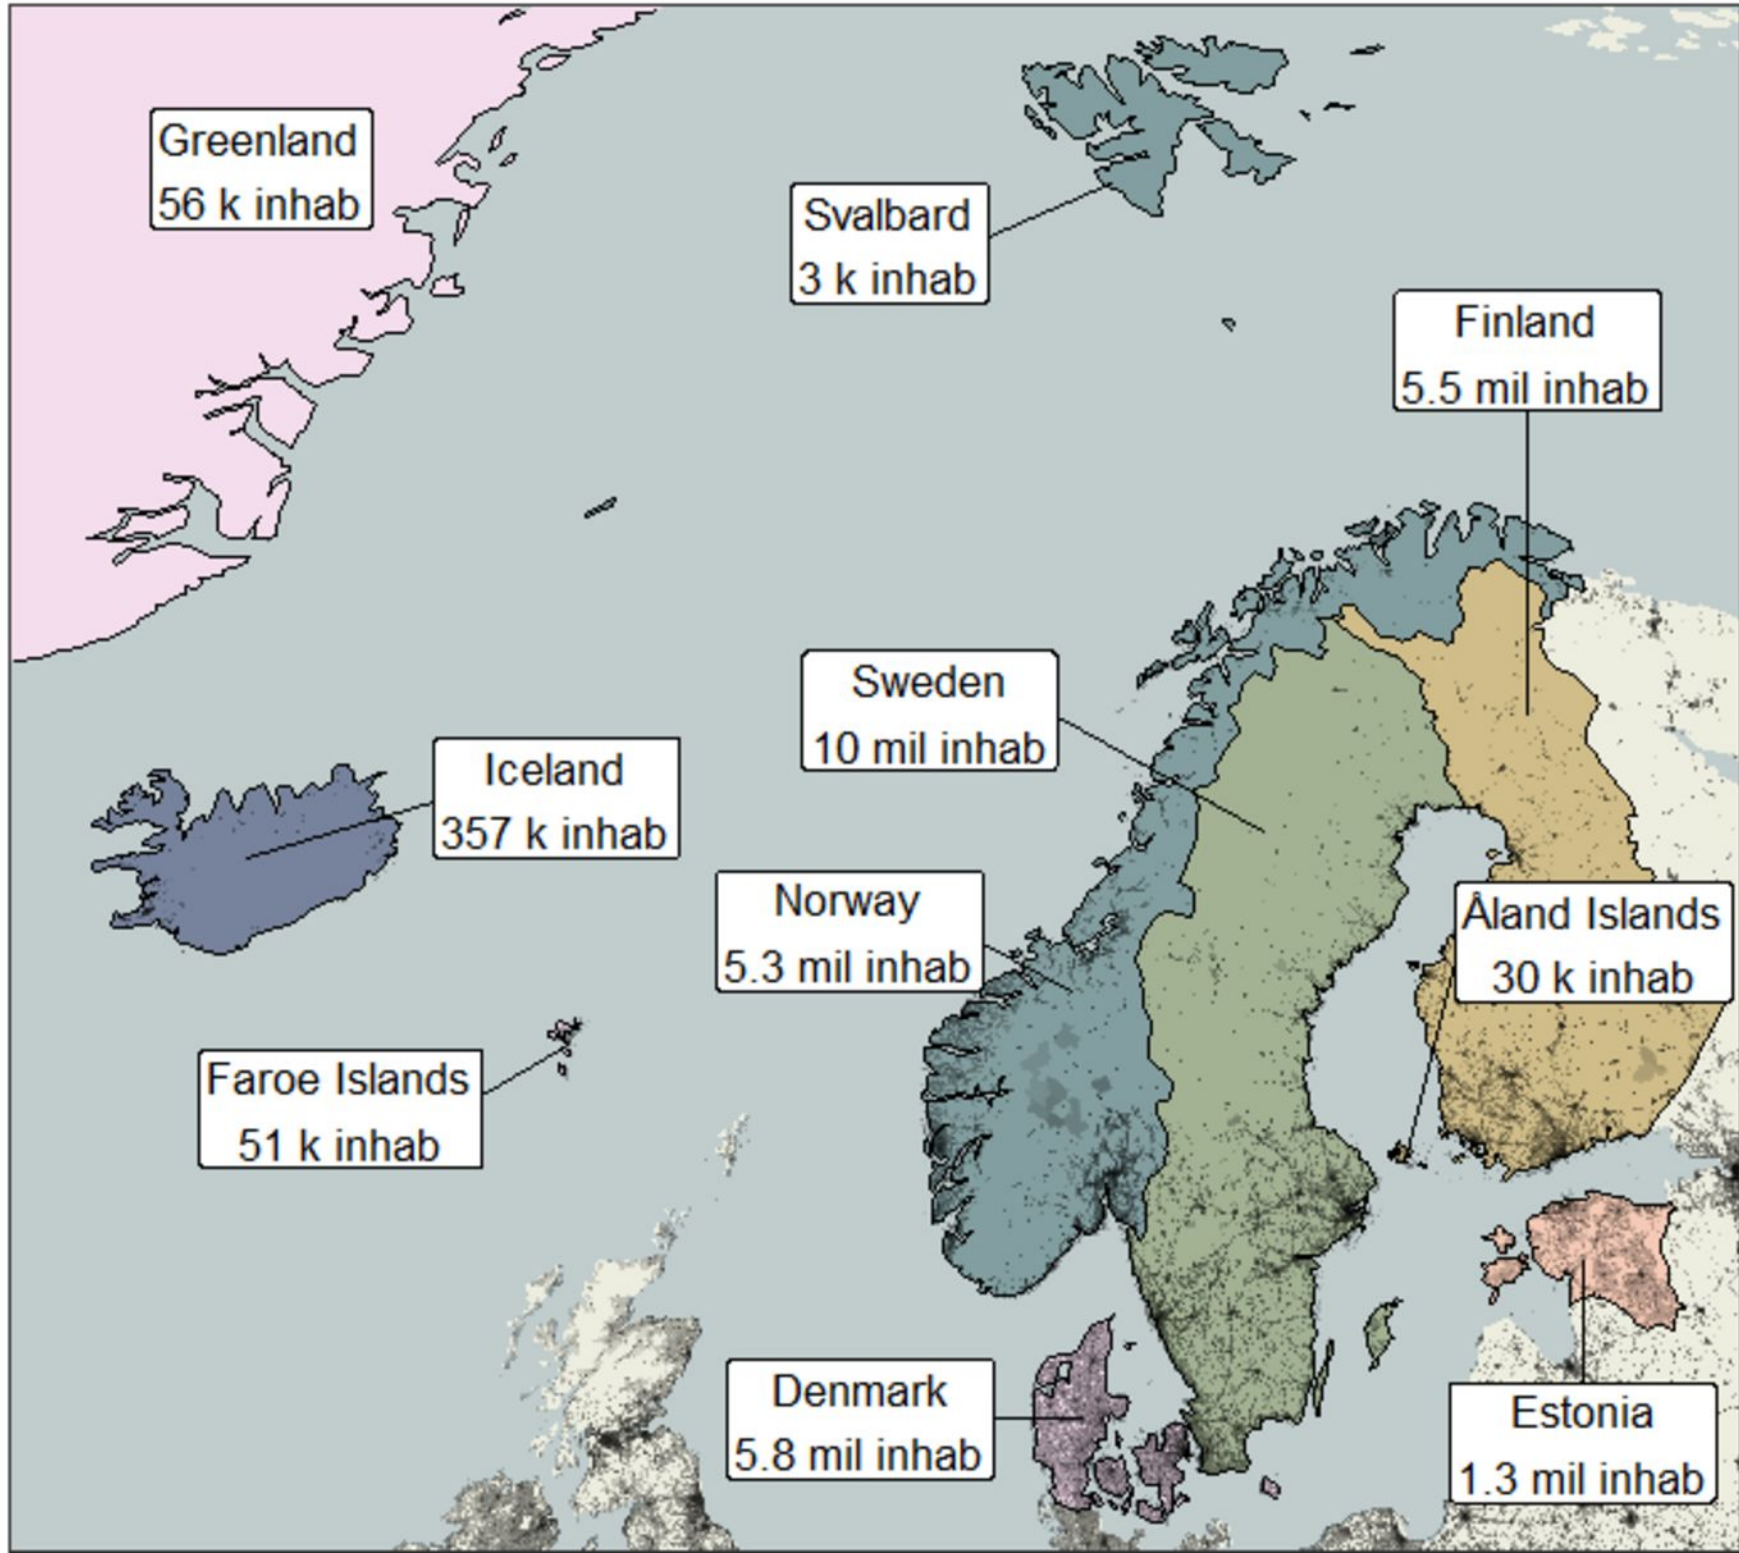 Greenland
56 k inhab
Svalbard
3 k inhab
Finland
5.5 mil inhab
Sweden
10 mil inhab
Iceland
357 k inhab
Norway
5.3 mil inhab
Åland Islands
30 k inhab
Faroe Islands
51 k inhab
Denmark
5.8 mil inhab
Estonia
1.3 mil inhab